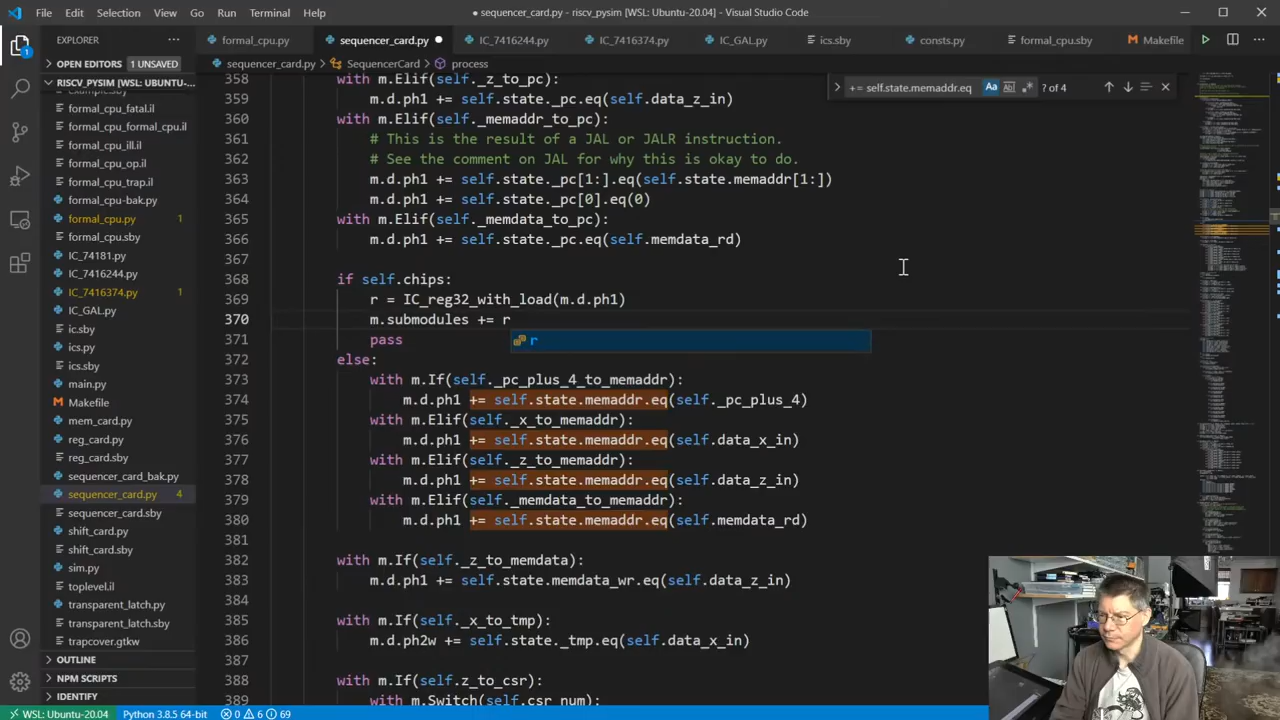 File Edit Selection View Go Run Terminal Help
● sequencer_card.py - riscv_pysim [WSL: Ubuntu-20.04] - Visual Studio Code
EXPLORER ···
formal_cpu.py sequencer_card.py ● IC_7416244.py IC_7416374.py IC_GAL.py ics.sby consts.py formal_cpu.sby Makefile
OPEN EDITORS 1 UNSAVED
sequencer_card.py > SequencerCard > process
RISCV_PYSIM [WSL: UBUNTU-...
formal_cpu_fatal.il
formal_cpu_formal_cpu.il
formal_cpu_ill.il
formal_cpu_op.il
formal_cpu_trap.il
formal_cpu-bak.py
formal_cpu.py 1
formal_cpu.sby
IC_74181.py
IC_7416244.py
IC_7416374.py 1
IC_GAL.py
ic.sby
ics.py
ics.sby
main.py
Makefile
mem_card.py
reg_card.py
reg_card.sby
sequencer_card_bak.py
sequencer_card.py 4
sequencer_card.sby
shift_card.py
shift_card.sby
sim.py
toplevel.il
transparent_latch.py
transparent_latch.sby
trapcover.gtkw
OUTLINE
NPM SCRIPTS
IDENTIFY
+= self.state.memaddr.eq Aa ? of 4
358 with m.Elif(self._z_to_pc):
359 m.d.ph1 += self.state._pc.eq(self.data_z_in)
360 with m.Elif(self._memaddr_to_pc):
361 # This is the result of a JAL or JALR instruction.
362 # See the comment on JAL for why this is okay to do.
363 m.d.ph1 += self.state._pc[1:].eq(self.state.memaddr[1:])
364 m.d.ph1 += self.state._pc[0].eq(0)
365 with m.Elif(self._memdata_to_pc):
366 m.d.ph1 += self.state._pc.eq(self.memdata_rd)
367
368 if self.chips:
369 r = IC_reg32_with_load(m.d.ph1)
370 m.submodules += r
371 pass
r
372 else:
373 with m.If(self._pc_plus_4_to_memaddr):
374 m.d.ph1 += self.state.memaddr.eq(self._pc_plus_4)
375 with m.Elif(self._x_to_memaddr):
376 m.d.ph1 += self.state.memaddr.eq(self.data_x_in)
377 with m.Elif(self._z_to_memaddr):
378 m.d.ph1 += self.state.memaddr.eq(self.data_z_in)
379 with m.Elif(self._memdata_to_memaddr):
380 m.d.ph1 += self.state.memaddr.eq(self.memdata_rd)
381
382 with m.If(self._z_to_memdata):
383 m.d.ph1 += self.state.memdata_wr.eq(self.data_z_in)
384
385 with m.If(self._x_to_tmp):
386 m.d.ph2w += self.state._tmp.eq(self.data_x_in)
387
388 with m.If(self.z_to_csr):
389 with m.Switch(self.csr_num):
WSL: Ubuntu-20.04 Python 3.8.5 64-bit 0 6 69